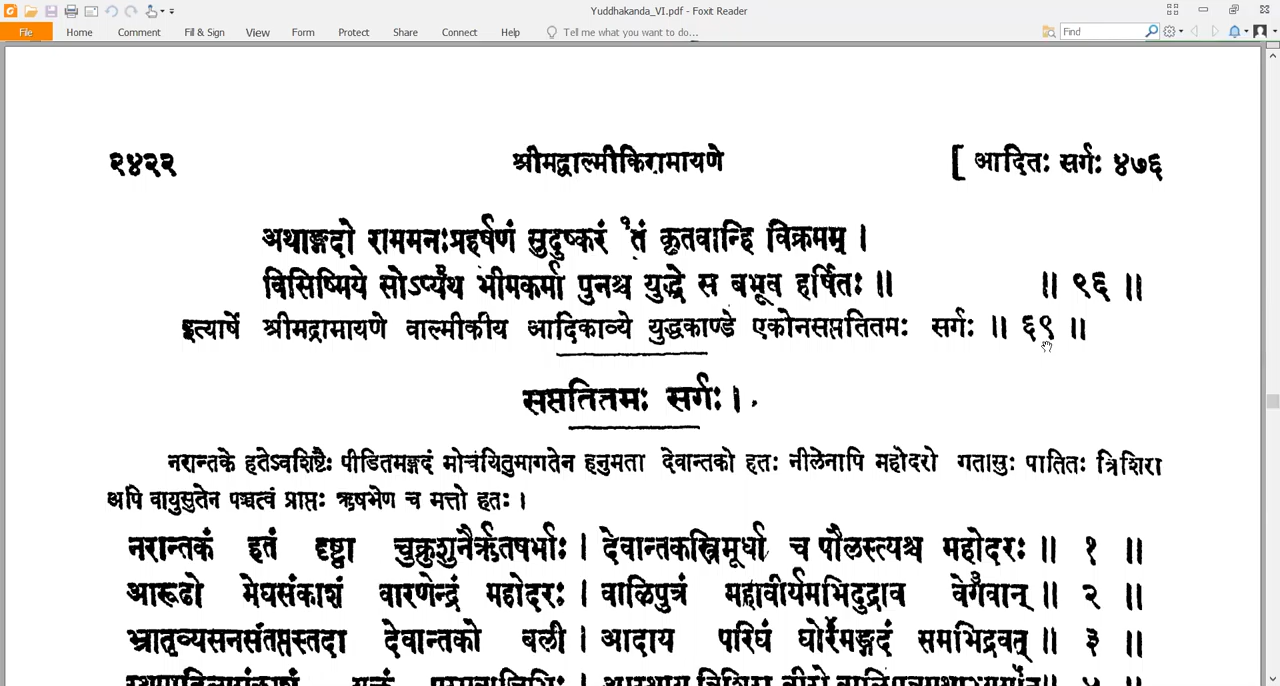 Yuddhakanda_VI.pdf - Foxit Reader
File Home Comment Fill & Sign View Form Protect Share Connect Help Tell me what you want to do... Find
२४२२ श्रीमद्वाल्मीकिरामायणे [ आदितः सर्गः ४७६
अथाङ्गदो राममनःप्रहर्षणं सुदुष्करं तं कृतवान्हि विक्रमम् ।
विसिष्मिये सोऽप्यथ भीमकर्मा पुनश्च युद्धे स बभूव हर्षितः ॥ ॥ ९६ ॥
इत्यार्षे श्रीमद्रामायणे वाल्मीकीय आदिकाव्ये युद्धकाण्डे एकोनसप्ततितमः सर्गः ॥ ६९ ॥
सप्ततितमः सर्गः ।
नरान्तके हतेऽवशिष्टैः पीडितमङ्गदं मोचयितुमागतेन हनुमता देवान्तको हतः नीलेनापि महोदरो गतासुः पातितः त्रिशिरा
अपि वायुसुतेन पञ्चत्वं प्राप्तः ऋषभेण च मत्तो हतः ।
नरान्तकं हतं दृष्ट्वा चुक्रुशुनैर्ऋतर्षभाः । देवान्तकस्त्रिमूर्धा च पौलस्त्यश्च महोदरः ॥ १ ॥
आरूढो मेघसंकाशं वारणेन्द्रं महोदरः । वालिपुत्रं महावीर्यमभिदुद्राव वेगवान् ॥ २ ॥
भ्रातृव्यसनसंतप्तस्तदा देवान्तको बली । आदाय परिघं घोरमङ्गदं समभिद्रवत् ॥ ३ ॥